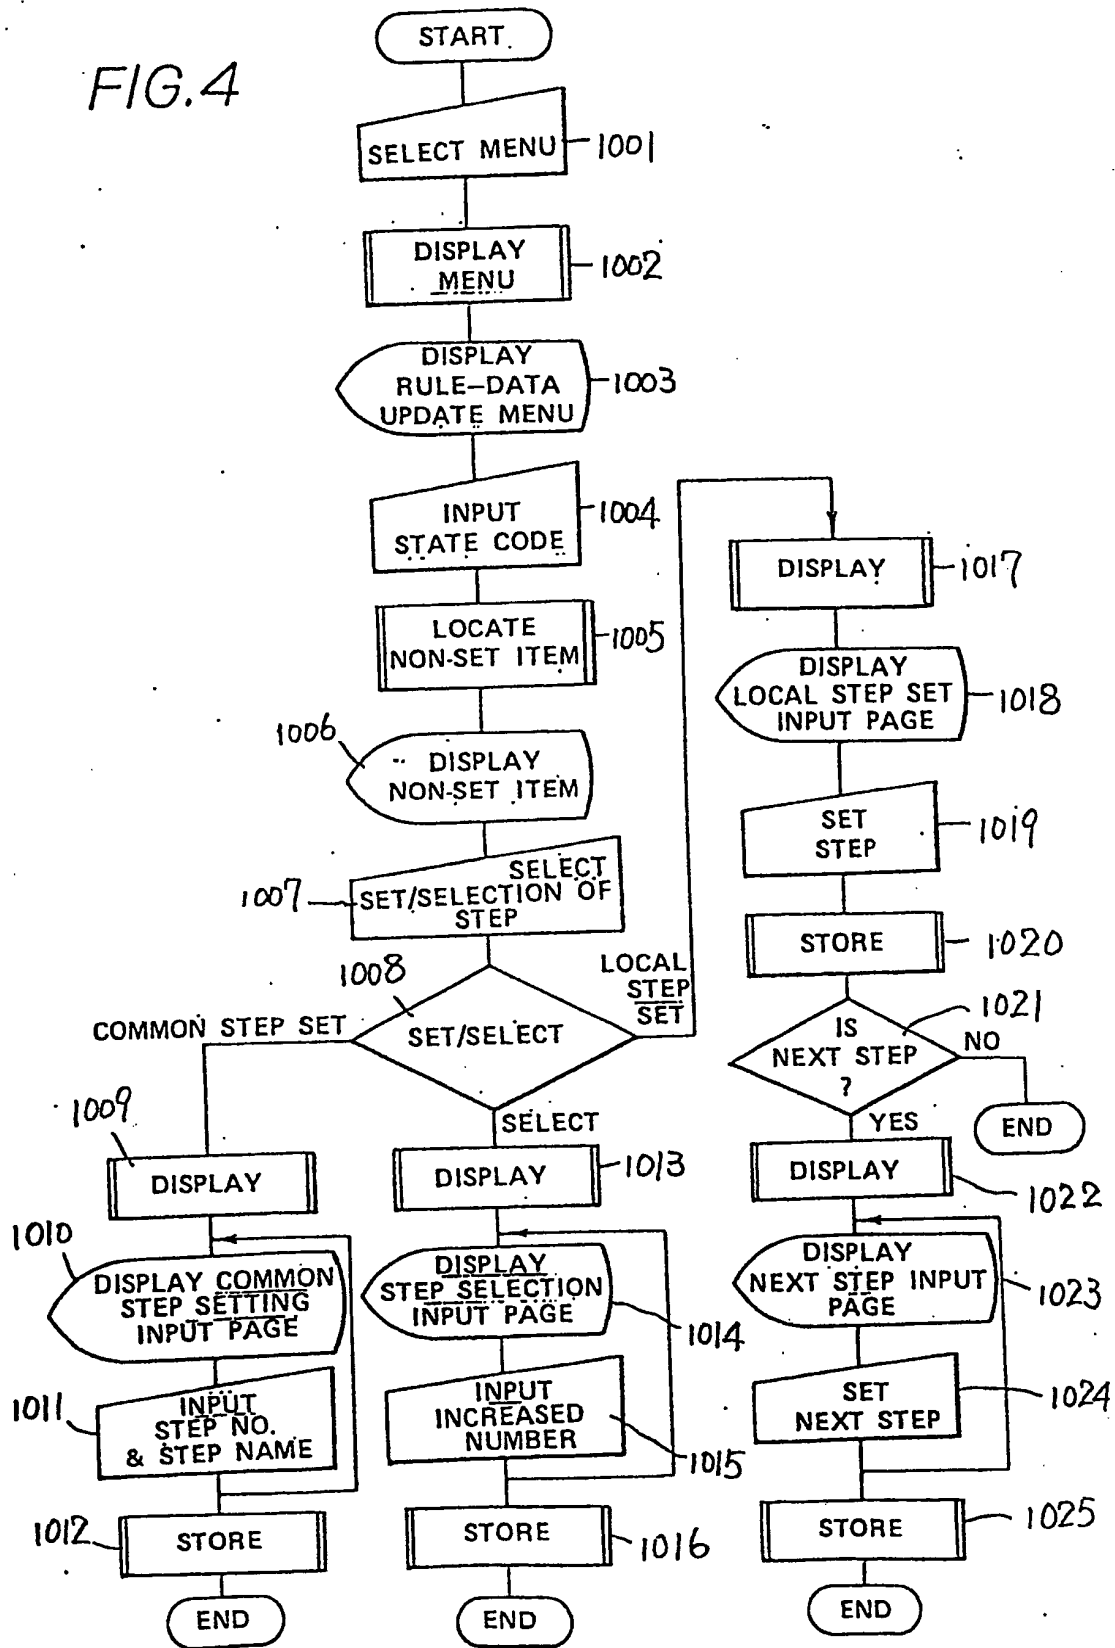 FIG.4
START
SELECT MENU
1001
DISPLAY
MENU
1002
DISPLAY
RULE-DATA
UPDATE MENU
1003
INPUT
STATE CODE
1004
LOCATE
NON-SET ITEM
1005
1006
DISPLAY
NON-SET ITEM
1007
SELECT
SET/SELECTION OF
STEP
1008
SET/SELECT
COMMON STEP SET
LOCAL
STEP
SET
SELECT
1009
DISPLAY
1010
DISPLAY COMMON
STEP SETTING
INPUT PAGE
1011
INPUT
STEP NO.
& STEP NAME
1012
STORE
END
DISPLAY
1013
DISPLAY
STEP SELECTION
INPUT PAGE
1014
INPUT
INCREASED
NUMBER
1015
STORE
1016
END
DISPLAY
1017
DISPLAY
LOCAL STEP SET
INPUT PAGE
1018
SET
STEP
1019
STORE
1020
IS
NEXT STEP
?
1021
NO
END
YES
DISPLAY
1022
DISPLAY
NEXT STEP INPUT
PAGE
1023
SET
NEXT STEP
1024
STORE
1025
END